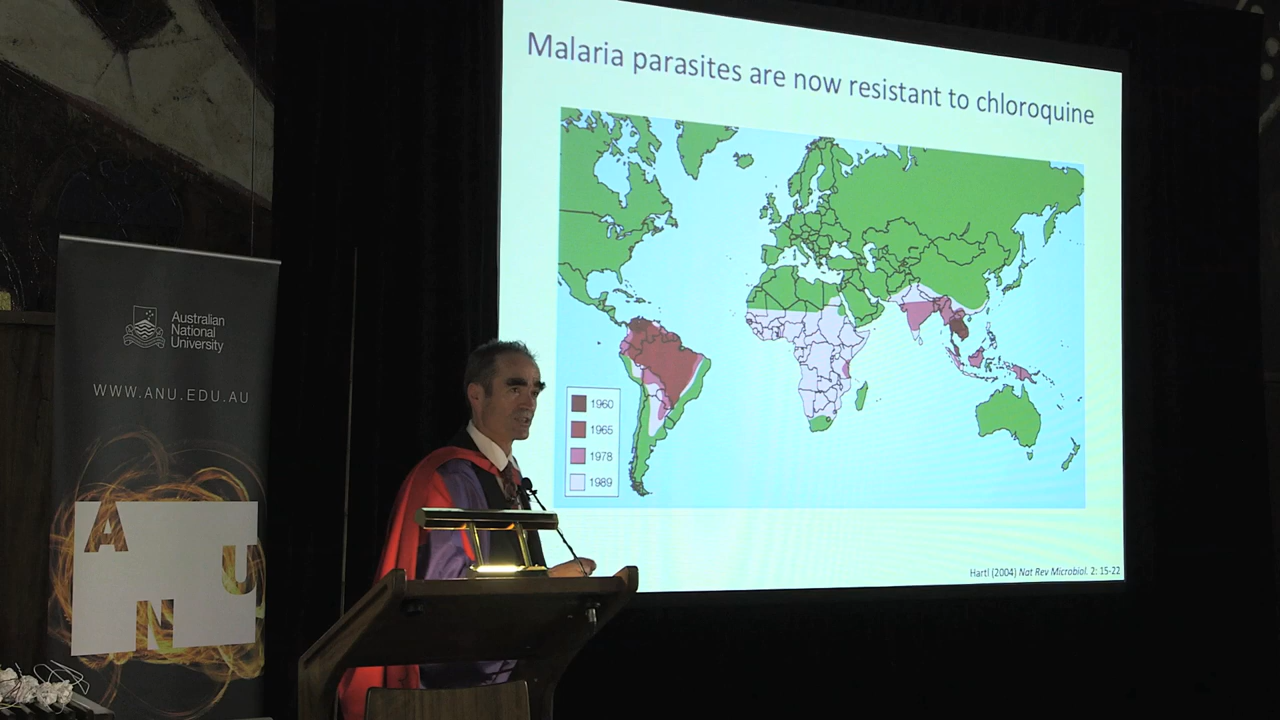 Malaria parasites are now resistant to chloroquine
1960
1965
1978
1989
Hartl (2004) Nat Rev Microbiol. 2: 15-22
Australian
National
University
WWW.ANU.EDU.AU
A
U
N